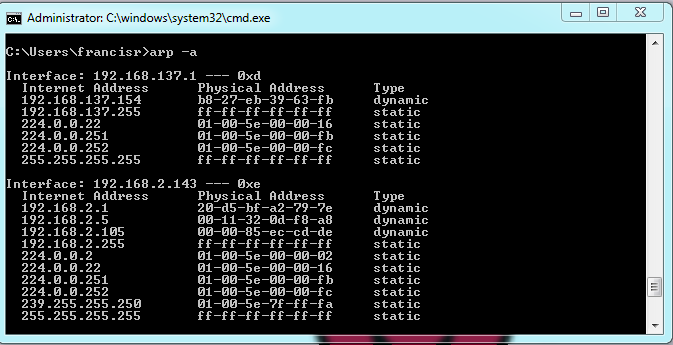 Administrator: C:\windows\system32\cmd.exe
C:\Users\francisr>arp -a
Interface: 192.168.137.1 --- 0xd
Internet Address Physical Address Type
192.168.137.154 b8-27-eb-39-63-fb dynamic
192.168.137.255 ff-ff-ff-ff-ff-ff static
224.0.0.22 01-00-5e-00-00-16 static
224.0.0.251 01-00-5e-00-00-fb static
224.0.0.252 01-00-5e-00-00-fc static
255.255.255.255 ff-ff-ff-ff-ff-ff static
Interface: 192.168.2.143 --- 0xe
Internet Address Physical Address Type
192.168.2.1 20-d5-bf-a2-79-7e dynamic
192.168.2.5 00-11-32-0d-f8-a8 dynamic
192.168.2.105 00-00-85-ec-cd-de dynamic
192.168.2.255 ff-ff-ff-ff-ff-ff static
224.0.0.2 01-00-5e-00-00-02 static
224.0.0.22 01-00-5e-00-00-16 static
224.0.0.251 01-00-5e-00-00-fb static
224.0.0.252 01-00-5e-00-00-fc static
239.255.255.250 01-00-5e-7f-ff-fa static
255.255.255.255 ff-ff-ff-ff-ff-ff static